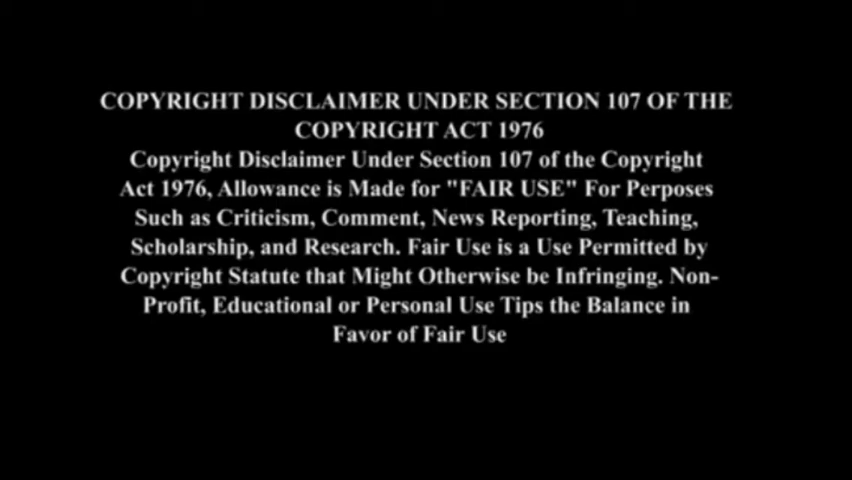 COPYRIGHT DISCLAIMER UNDER SECTION 107 OF THE
COPYRIGHT ACT 1976
Copyright Disclaimer Under Section 107 of the Copyright
Act 1976, Allowance is Made for "FAIR USE" For Perposes
Such as Criticism, Comment, News Reporting, Teaching,
Scholarship, and Research. Fair Use is a Use Permitted by
Copyright Statute that Might Otherwise be Infringing. Non-
Profit, Educational or Personal Use Tips the Balance in
Favor of Fair Use